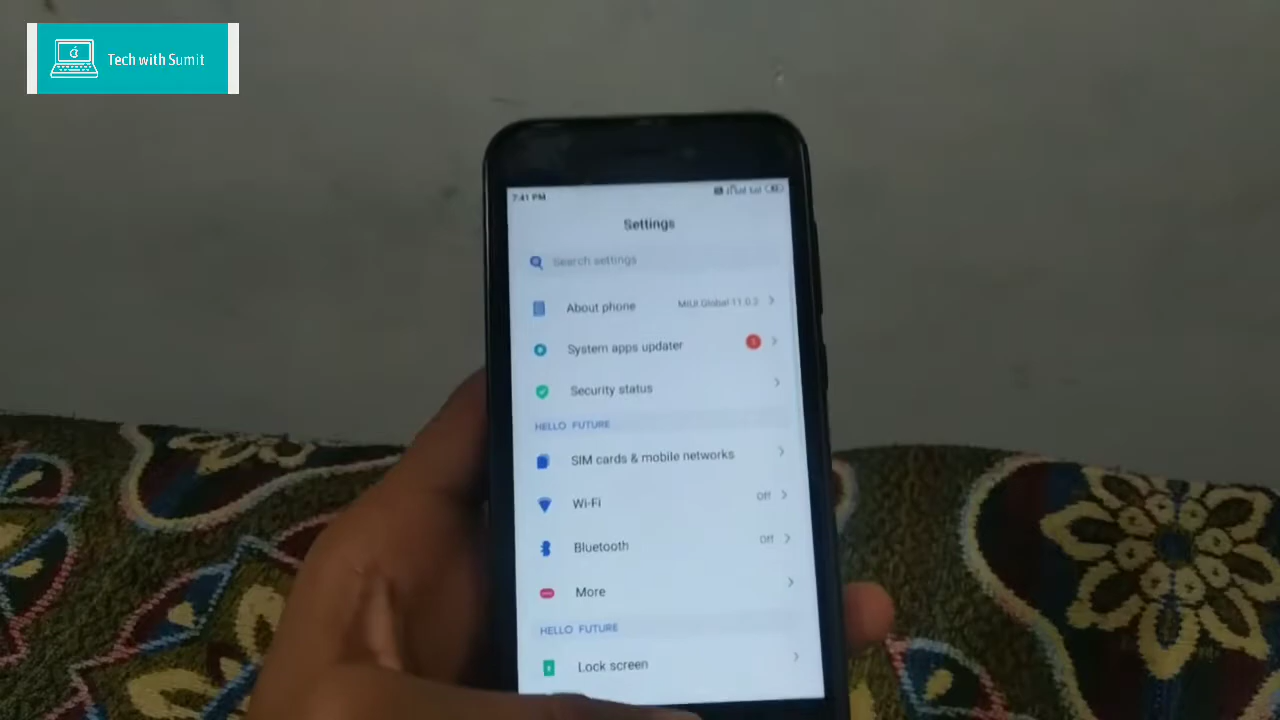 Tech with Sumit
7:41 PM
Settings
Search settings
About phone MIUI Global 11.0.2
System apps updater 1
Security status
HELLO FUTURE
SIM cards & mobile networks
Wi-Fi Off
Bluetooth Off
More
HELLO FUTURE
Lock screen